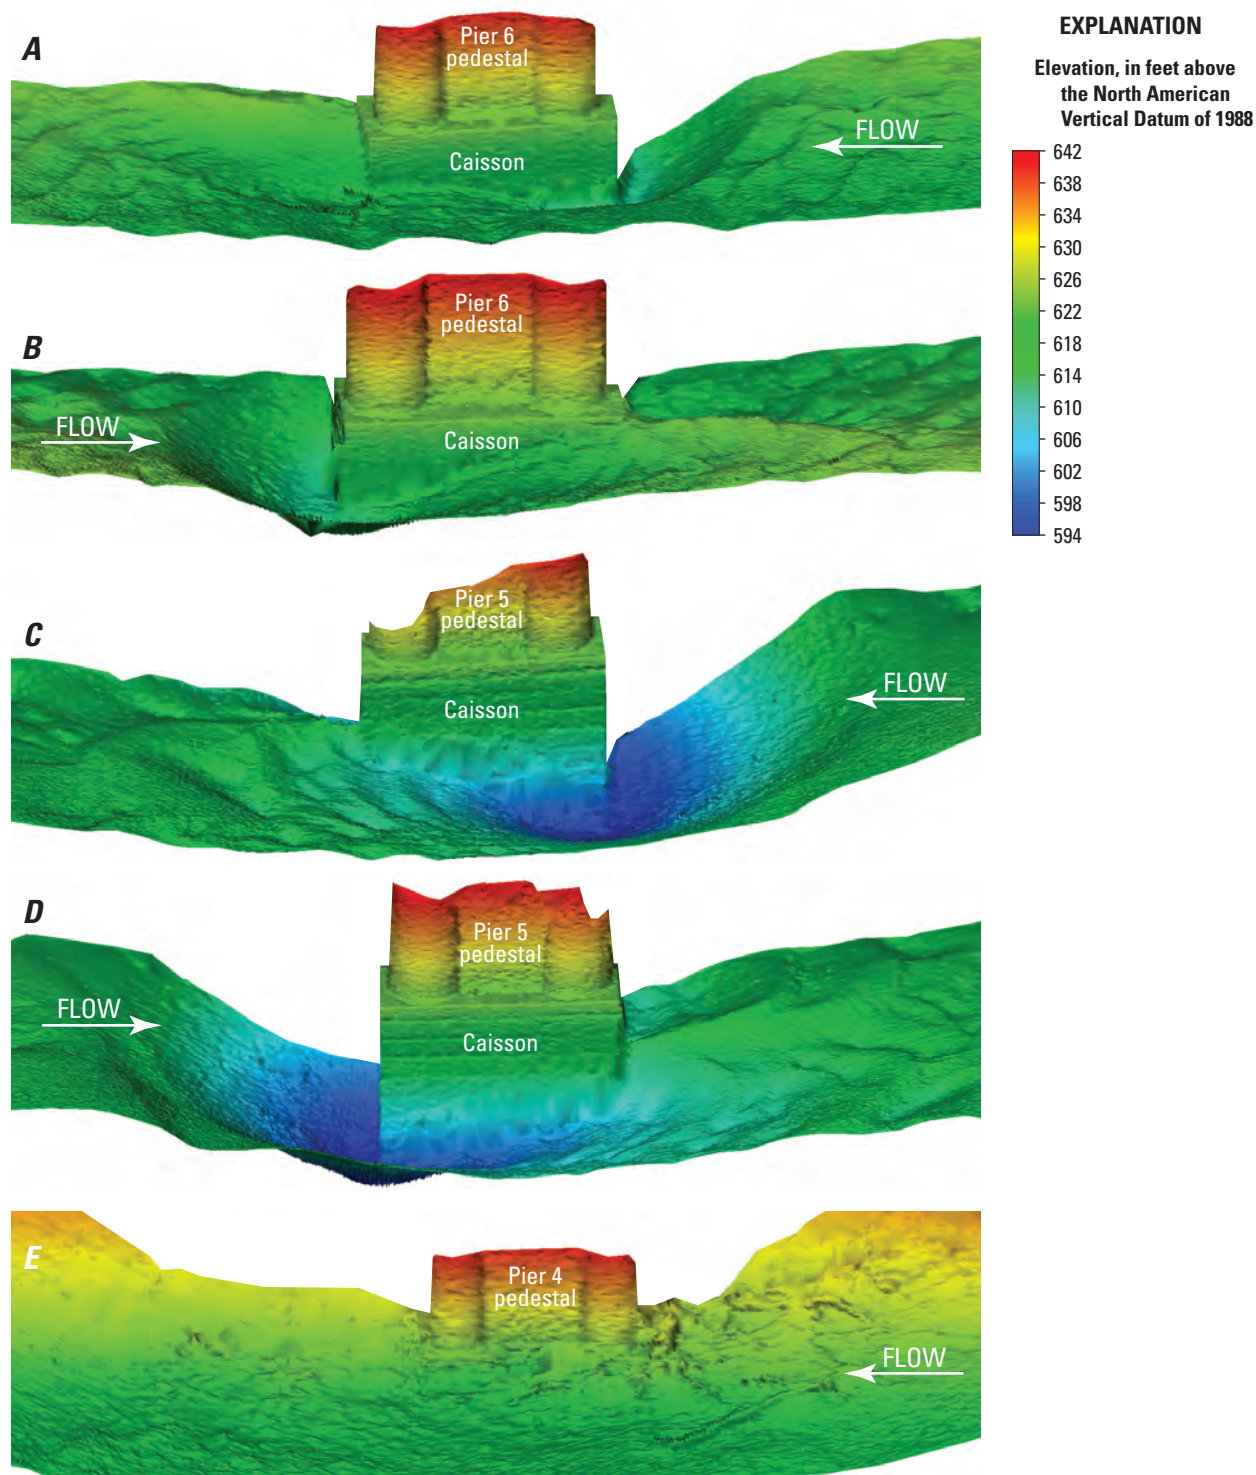 A
Pier 6
pedestal
Caisson
FLOW
B
Pier 6
pedestal
FLOW
Caisson
C
Pier 5
pedestal
Caisson
FLOW
D
Pier 5
pedestal
FLOW
Caisson
E
Pier 4
pedestal
FLOW
EXPLANATION
Elevation, in feet above
the North American
Vertical Datum of 1988
642
638
634
630
626
622
618
614
610
606
602
598
594